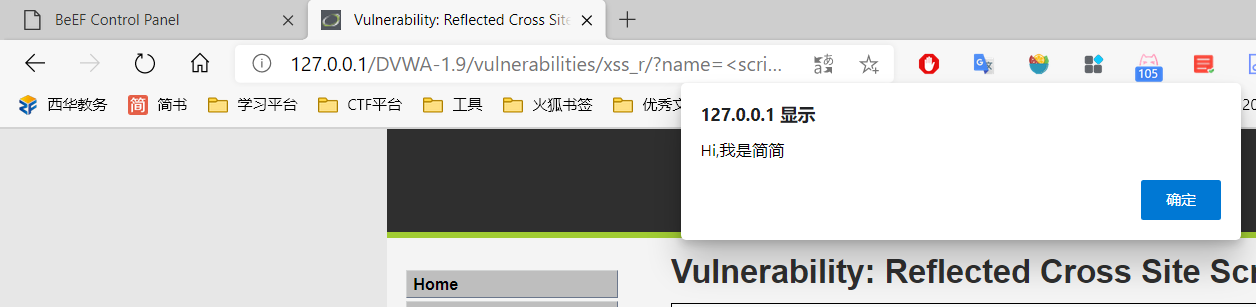 BeEF Control Panel
Vulnerability: Reflected Cross Site
127.0.0.1/DVWA-1.9/vulnerabilities/xss_r/?name=<scri...
105
西华教务 简 简书 学习平台 CTF平台 工具 火狐书签 优秀文
127.0.0.1 显示
Hi,我是简简
确定
Home
Vulnerability: Reflected Cross Site Scr